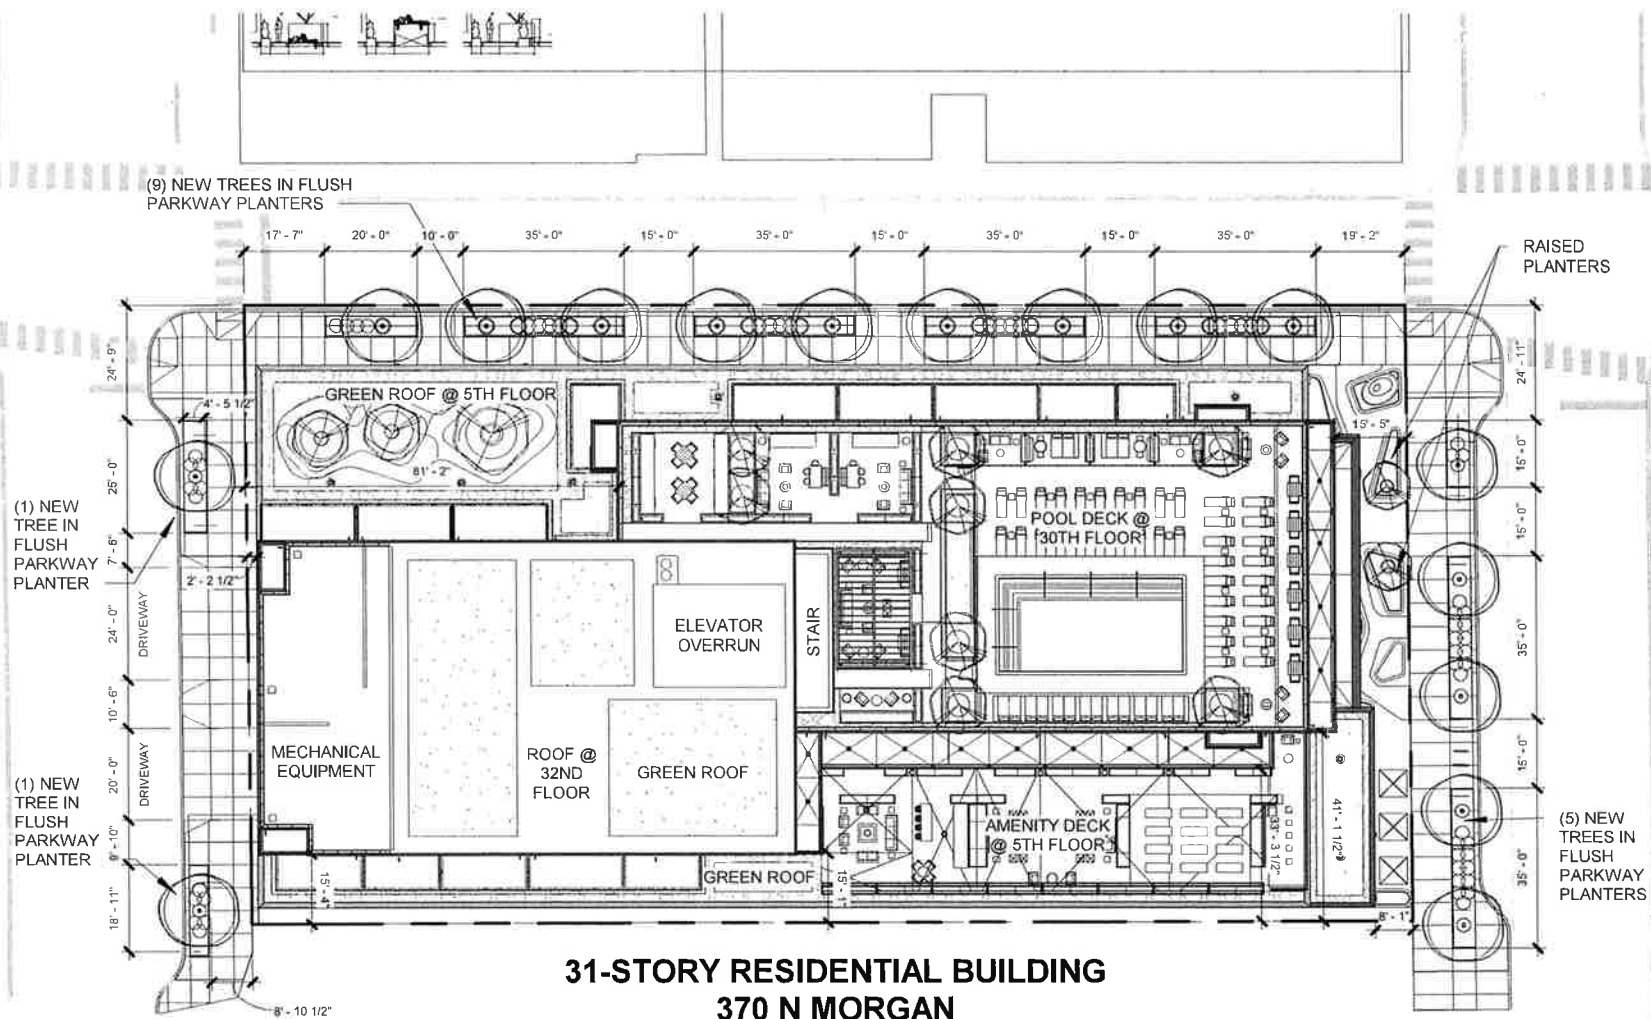 (9) NEW TREES IN FLUSH
PARKWAY PLANTERS
17' - 7"
20' - 0"
10' - 0"
35' - 0"
15' - 0"
35' - 0"
15' - 0"
35' - 0"
15' - 0"
35' - 0"
19' - 2"
RAISED
PLANTERS
24' - 9"
4' - 5 1/2"
25' - 0"
7' - 6"
2' - 2 1/2"
24' - 0"
DRIVEWAY
10' - 6"
20' - 0"
DRIVEWAY
9' - 10"
18' - 11"
8' - 10 1/2"
(1) NEW
TREE IN
FLUSH
PARKWAY
PLANTER
(1) NEW
TREE IN
FLUSH
PARKWAY
PLANTER
GREEN ROOF @ 5TH FLOOR
81' - 2"
POOL DECK @
30TH FLOOR
ELEVATOR
OVERRUN
STAIR
MECHANICAL
EQUIPMENT
ROOF @
32ND
FLOOR
GREEN ROOF
AMENITY DECK
@ 5TH FLOOR
GREEN ROOF
15' - 4"
15' - 1"
33' - 3 1/2"
41' - 1 1/2"
8' - 1"
24' - 11"
15' - 5"
15' - 0"
15' - 0"
35' - 0"
15' - 0"
35' - 0"
(5) NEW
TREES IN
FLUSH
PARKWAY
PLANTERS
31-STORY RESIDENTIAL BUILDING
370 N MORGAN